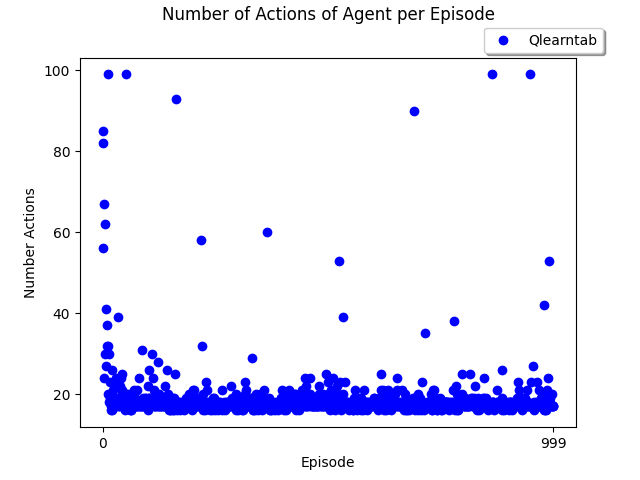 Number of Actions of Agent per Episode
Qlearntab
100
80
60
40
20
Number Actions
0
999
Episode